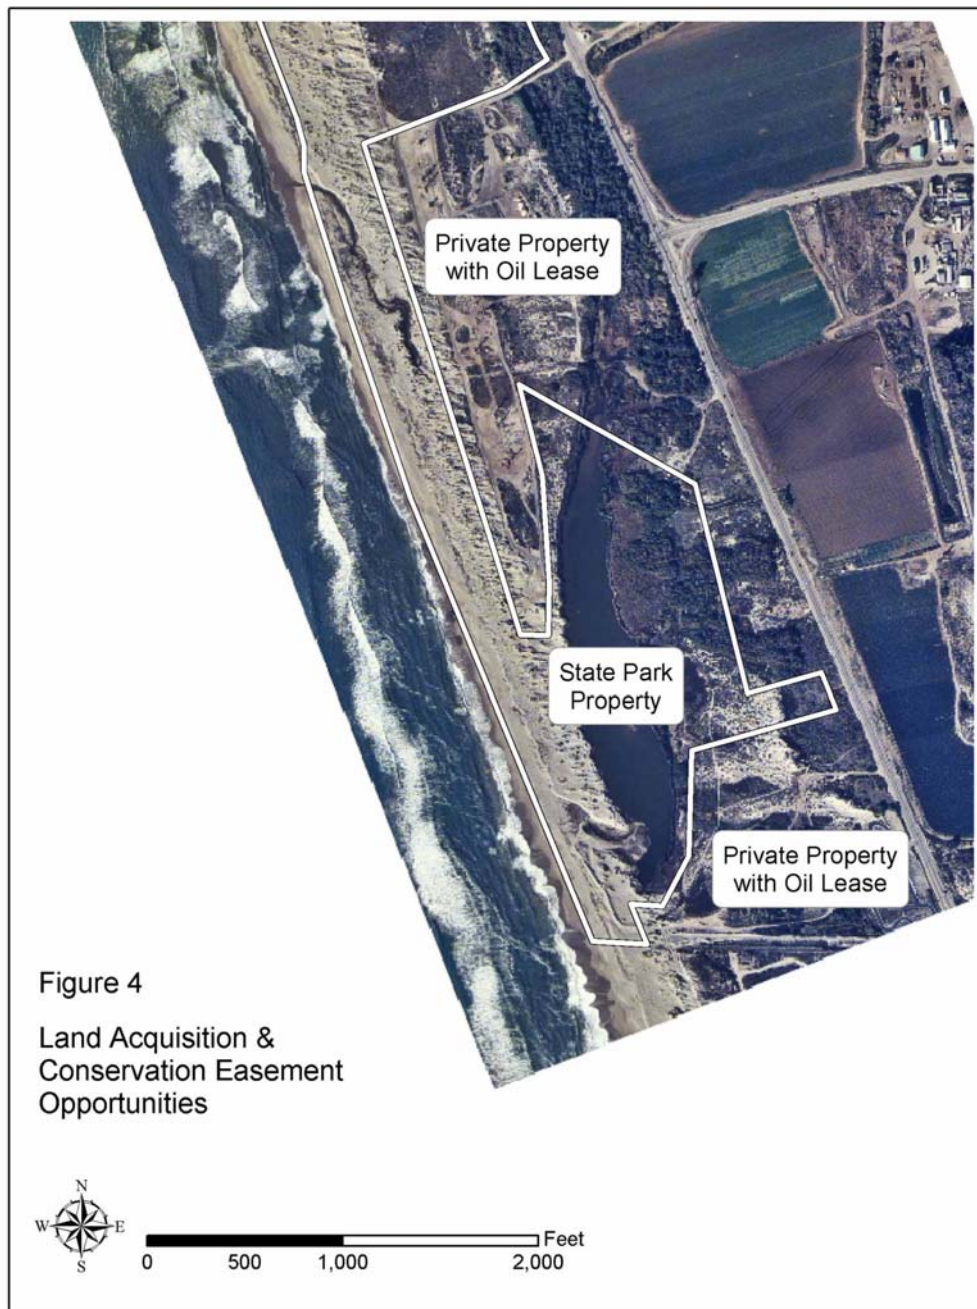 Private Property
with Oil Lease
State Park
Property
Private Property
with Oil Lease
Figure 4
Land Acquisition &
Conservation Easement
Opportunities
N
W E
S
Feet
0 500 1,000 2,000